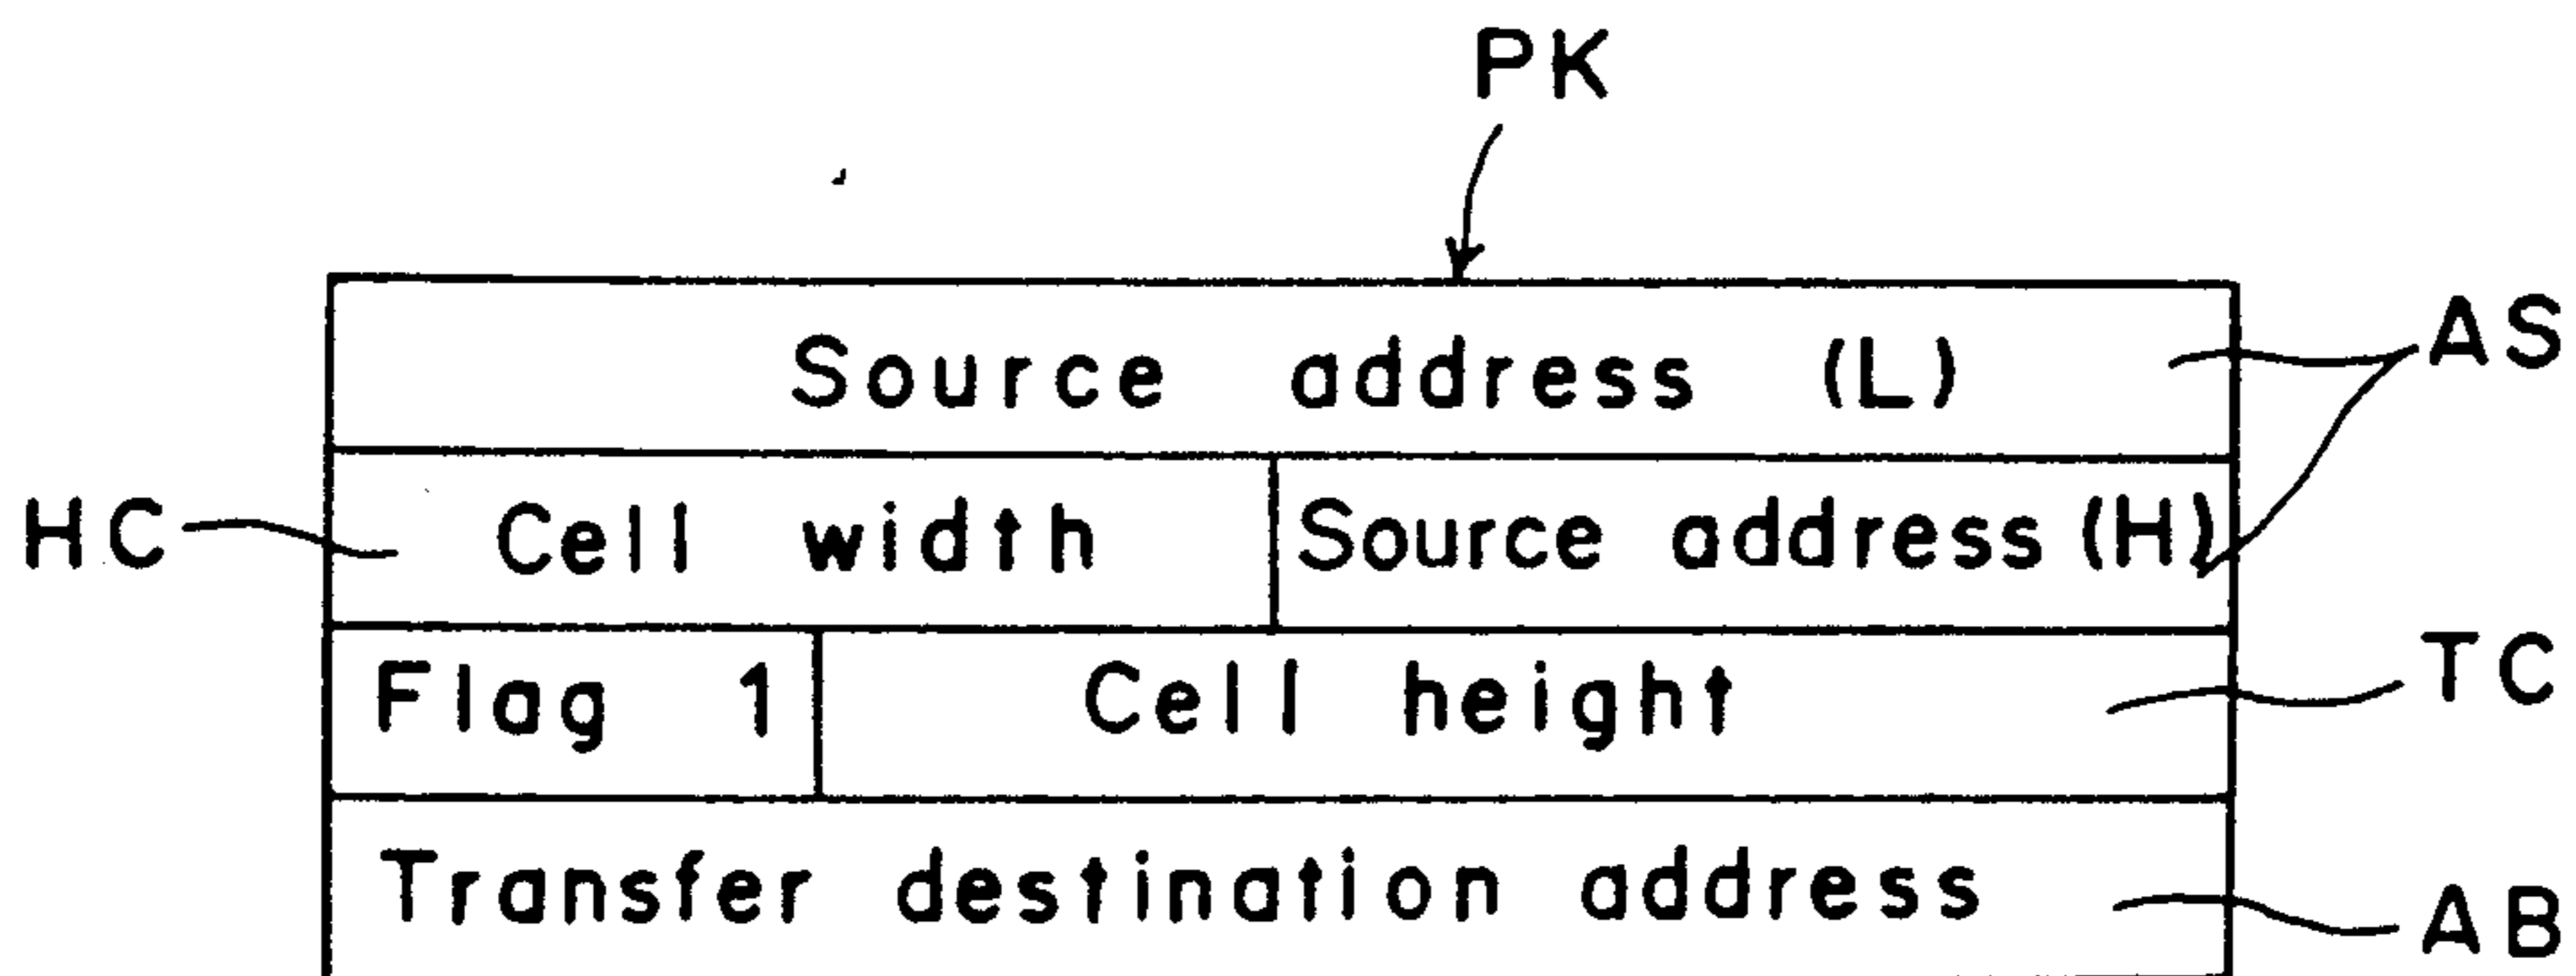 PK
Source address (L)
AS
HC
Cell width
Source address (H)
Flag 1
Cell height
TC
Transfer destination address
AB